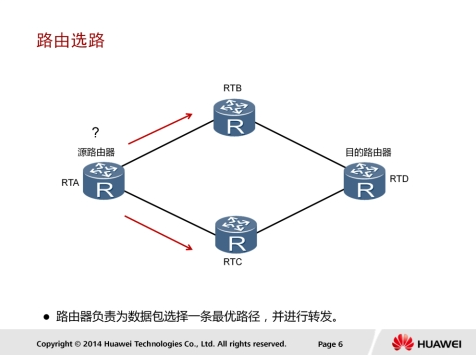 路由选路
RTB
?
源路由器
目的路由器
RTA
R
R
R
RTD
R
RTC
● 路由器负责为数据包选择一条最优路径，并进行转发。
Copyright © 2014 Huawei Technologies Co., Ltd. All rights reserved.
Page 6
HUAWEI